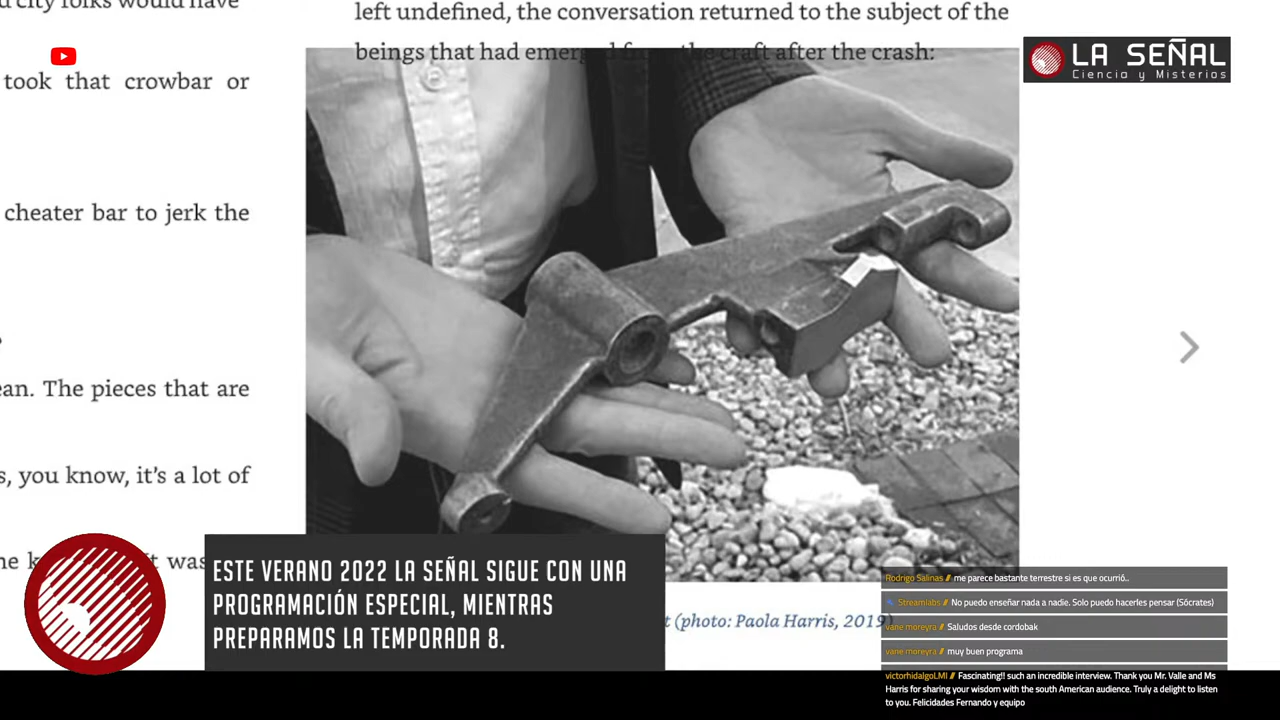 d city folks would have
took that crowbar or
cheater bar to jerk the
ean. The pieces that are
s, you know, it's a lot of
left undefined, the conversation returned to the subject of the
beings that had emerged from the craft after the crash:
LA SEÑAL
Ciencia y Misterios
t was
t (photo: Paola Harris, 2019)
ESTE VERANO 2022 LA SEÑAL SIGUE CON UNA
PROGRAMACIÓN ESPECIAL, MIENTRAS
PREPARAMOS LA TEMPORADA 8.
Rodrigo Salinas // me parece bastante terrestre si es que ocurrió..
Streamlabs // No puedo enseñar nada a nadie. Solo puedo hacerles pensar (Sócrates)
vane moreyra // Saludos desde cordobak
vane moreyra // muy buen programa
victorhidalgoLMI // Fascinating!! such an incredible interview. Thank you Mr. Valle and Ms
Harris for sharing your wisdom with the south American audience. Truly a delight to listen
to you. Felicidades Fernando y equipo